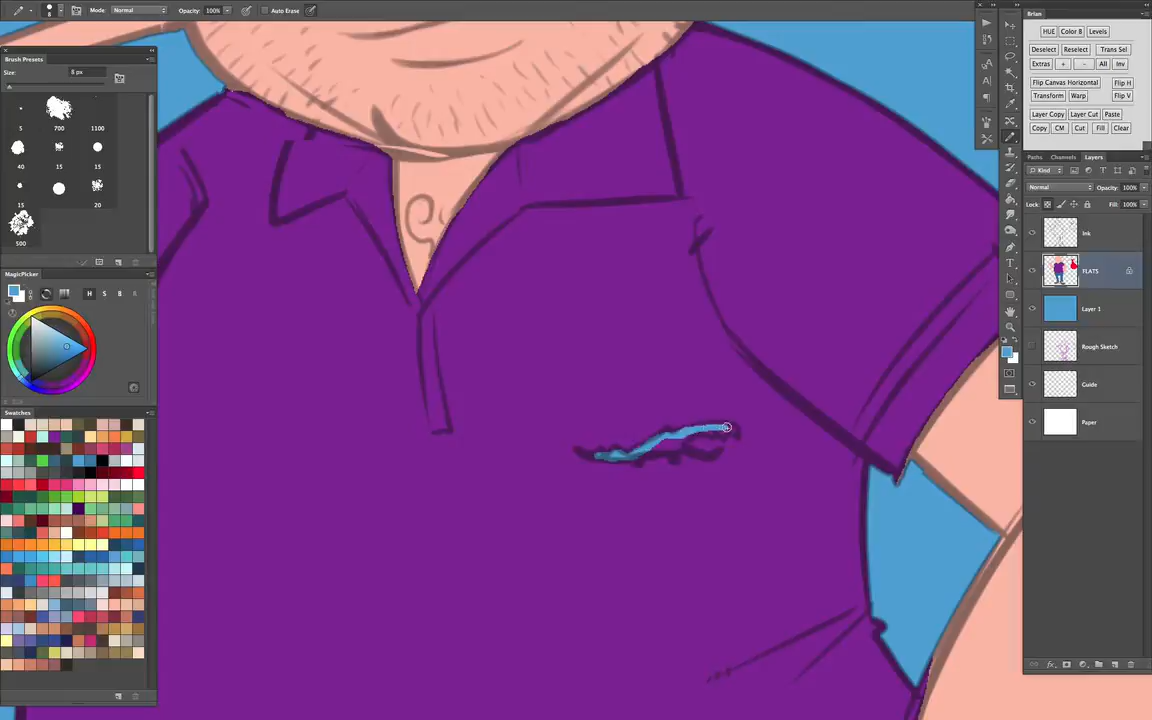 Mode: Normal Opacity: 100% Auto Erase
8
Brush Presets
Size: 8 px
5 700 1100
40 15 15
15 20
500
MagicPicker
H S B R
Swatches
Brian
HUE Color B Levels
Deselect Reselect Trans Sel
Extras + - All Inv
Flip Canvas Horizontal Flip H
Transform Warp Flip V
Layer Copy Layer Cut Paste
Copy CM Cut Fill Clear
Paths Channels Layers
Kind
Normal Opacity: 100%
Lock: Fill: 100%
Ink
FLATS
Layer 1
Rough Sketch
Guide
Paper